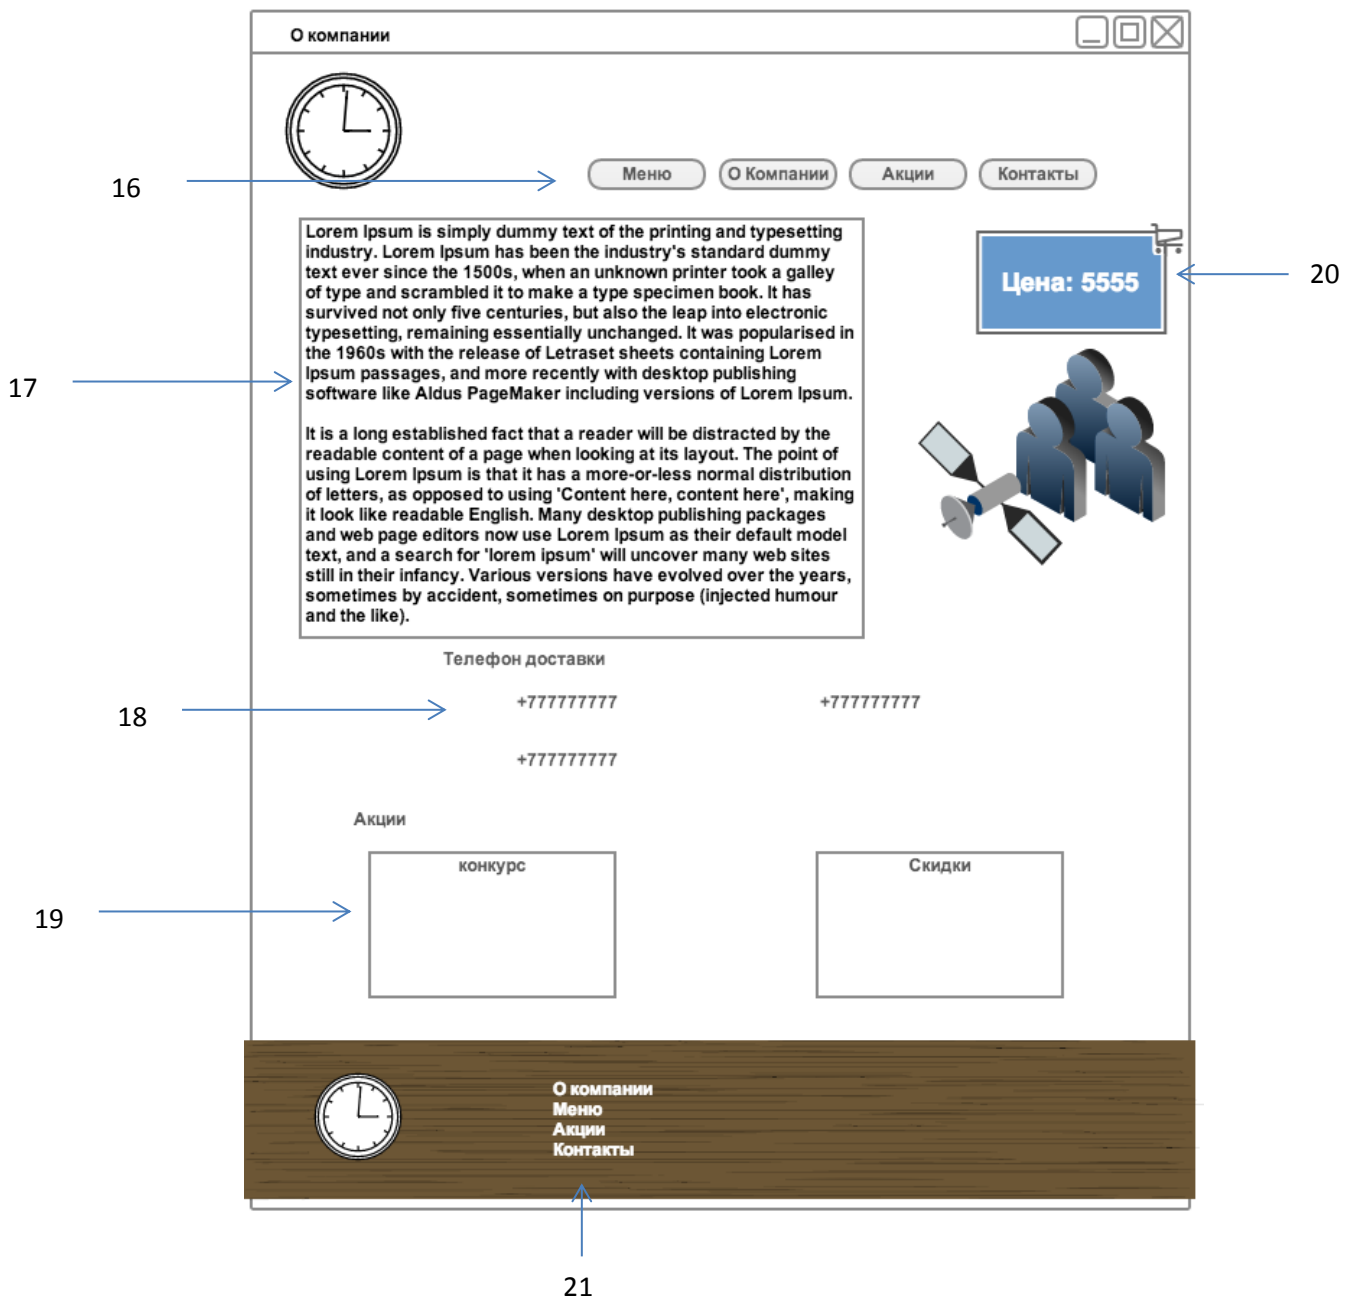 О компании
16
Меню
О Компании
Акции
Контакты
Lorem Ipsum is simply dummy text of the printing and typesetting
industry. Lorem Ipsum has been the industry's standard dummy
text ever since the 1500s, when an unknown printer took a galley
of type and scrambled it to make a type specimen book. It has
survived not only five centuries, but also the leap into electronic
typesetting, remaining essentially unchanged. It was popularised in
the 1960s with the release of Letraset sheets containing Lorem
Ipsum passages, and more recently with desktop publishing
software like Aldus PageMaker including versions of Lorem Ipsum.
It is a long established fact that a reader will be distracted by the
readable content of a page when looking at its layout. The point of
using Lorem Ipsum is that it has a more-or-less normal distribution
of letters, as opposed to using 'Content here, content here', making
it look like readable English. Many desktop publishing packages
and web page editors now use Lorem Ipsum as their default model
text, and a search for 'lorem ipsum' will uncover many web sites
still in their infancy. Various versions have evolved over the years,
sometimes by accident, sometimes on purpose (injected humour
and the like).
17
Цена: 5555
20
Телефон доставки
18
+777777777
+777777777
+777777777
Акции
19
конкурс
Скидки
О компании
Меню
Акции
Контакты
21